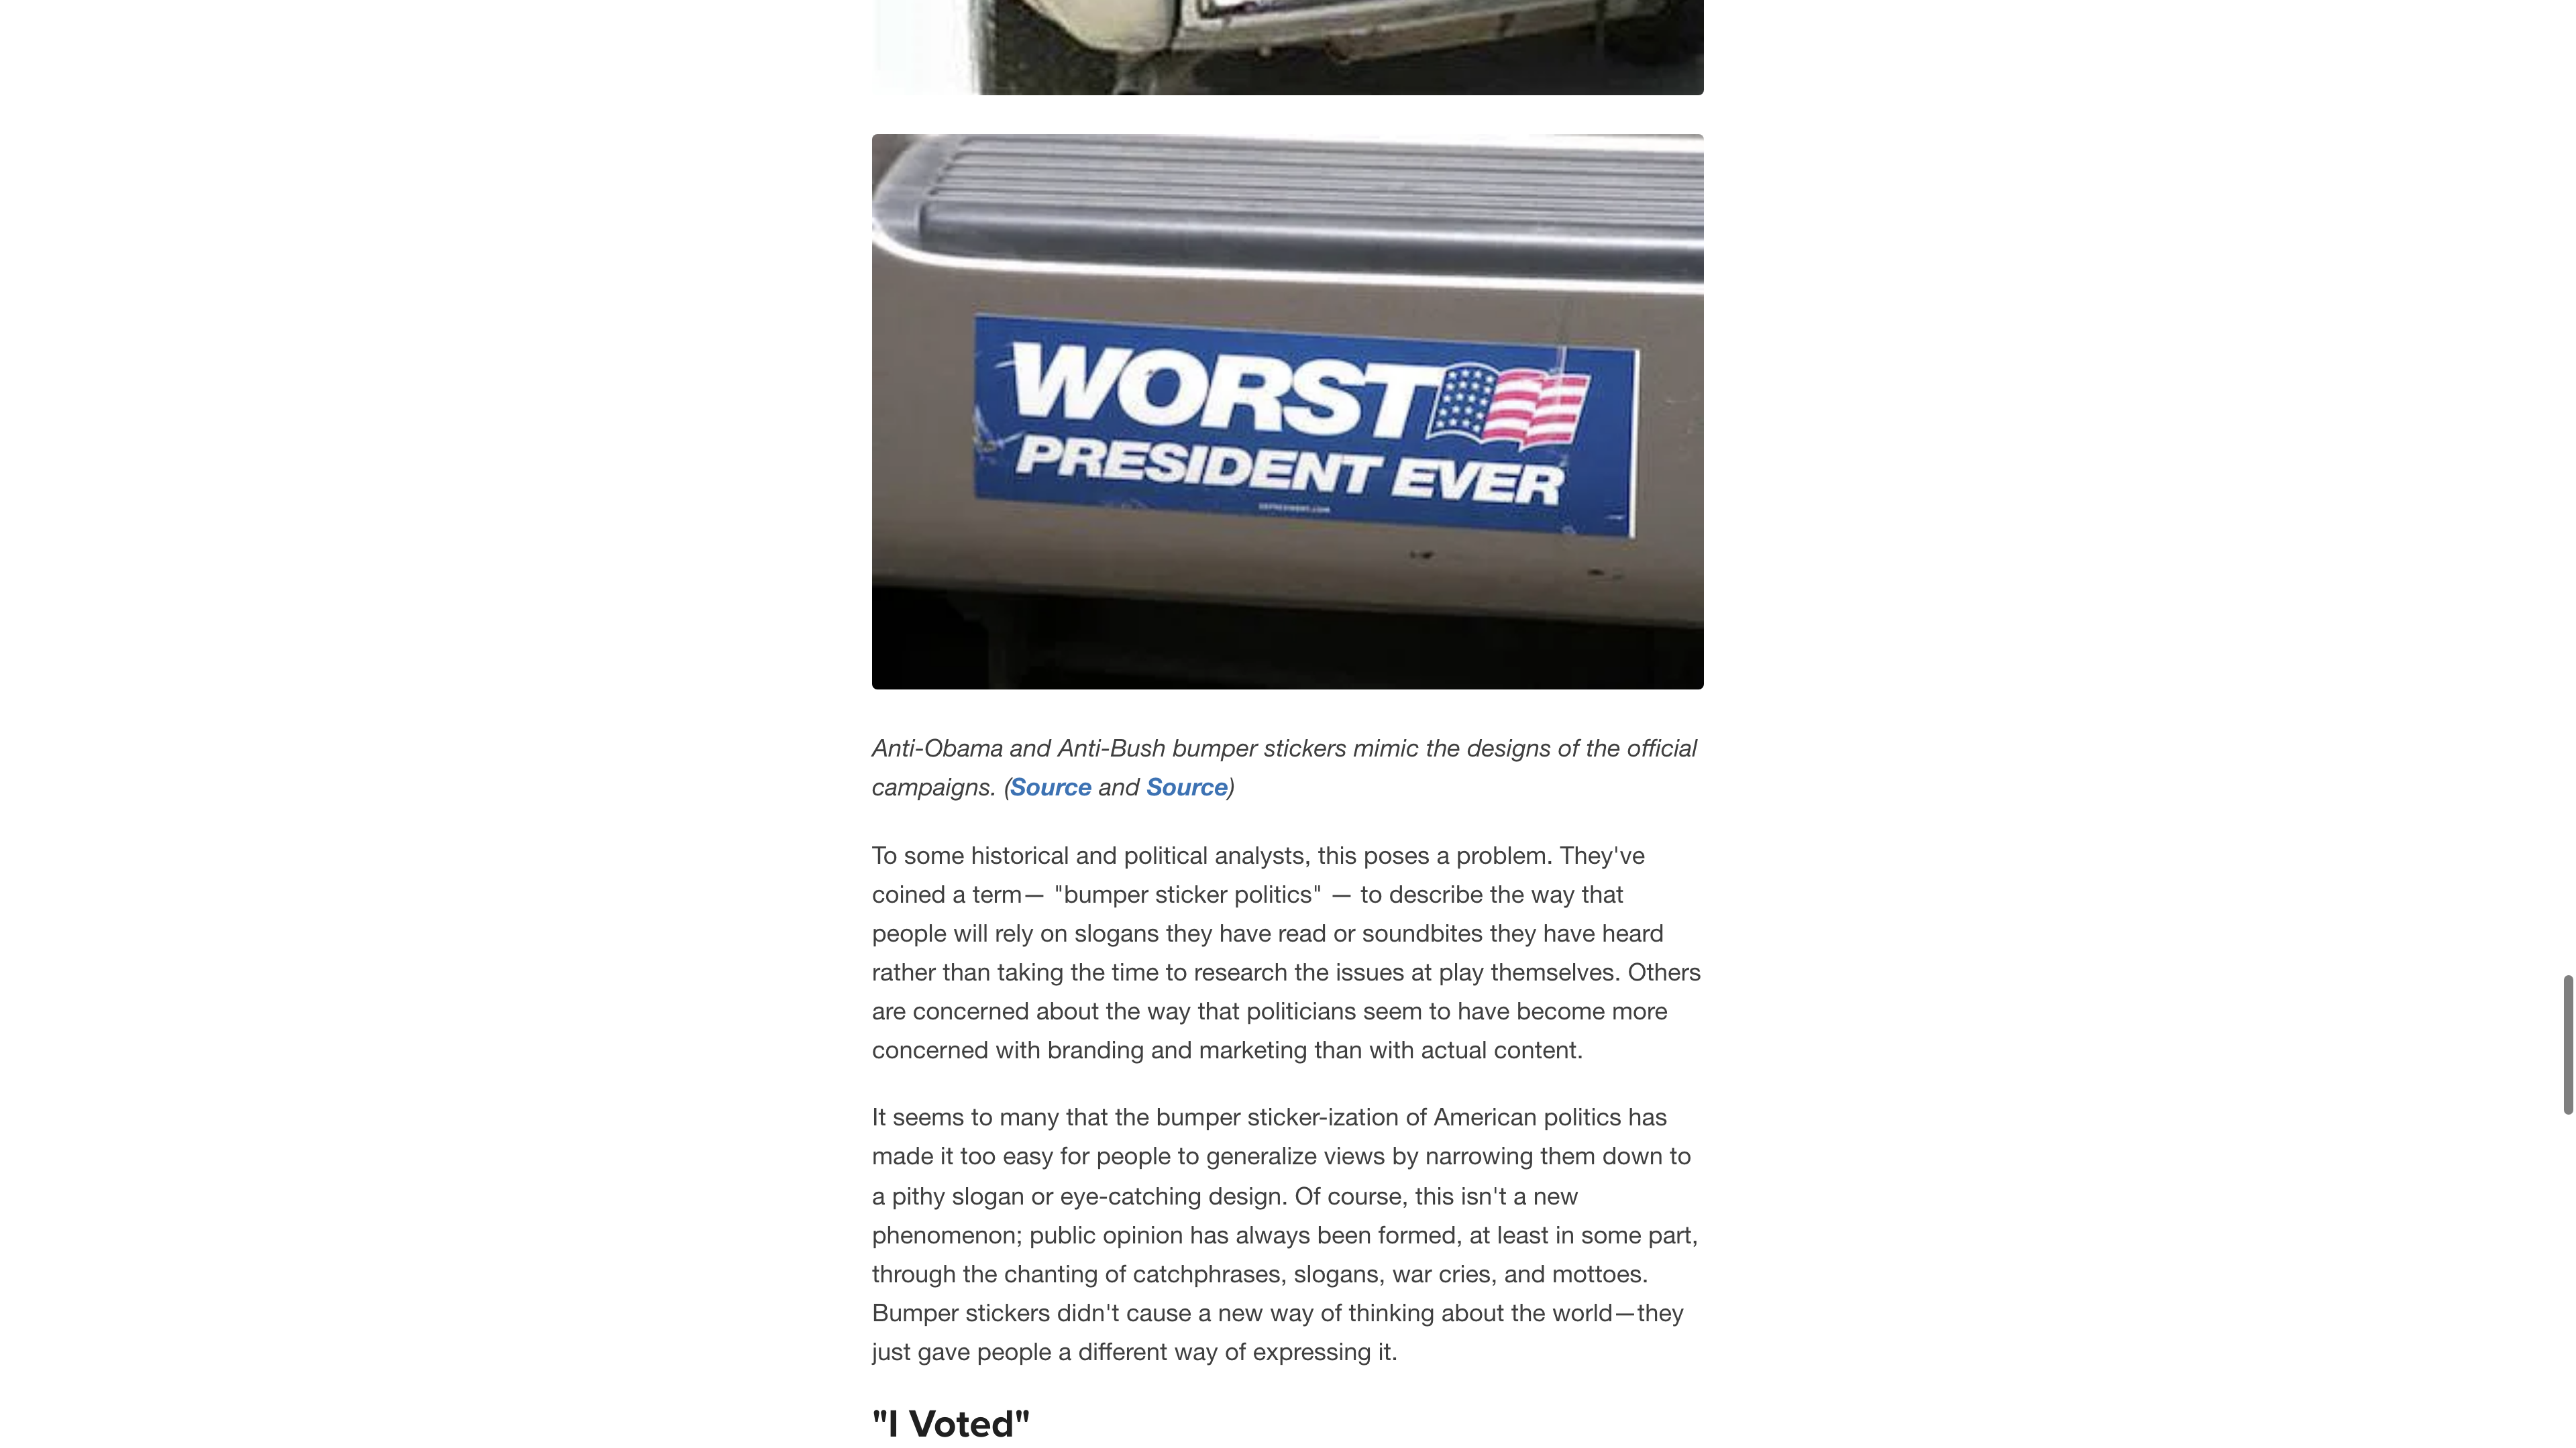 WORST
PRESIDENT EVER
Anti-Obama and Anti-Bush bumper stickers mimic the designs of the official
campaigns. (Source and Source)
To some historical and political analysts, this poses a problem. They've
coined a term— "bumper sticker politics" — to describe the way that
people will rely on slogans they have read or soundbites they have heard
rather than taking the time to research the issues at play themselves. Others
are concerned about the way that politicians seem to have become more
concerned with branding and marketing than with actual content.
It seems to many that the bumper sticker-ization of American politics has
made it too easy for people to generalize views by narrowing them down to
a pithy slogan or eye-catching design. Of course, this isn't a new
phenomenon; public opinion has always been formed, at least in some part,
through the chanting of catchphrases, slogans, war cries, and mottoes.
Bumper stickers didn't cause a new way of thinking about the world—they
just gave people a different way of expressing it.
"I Voted"